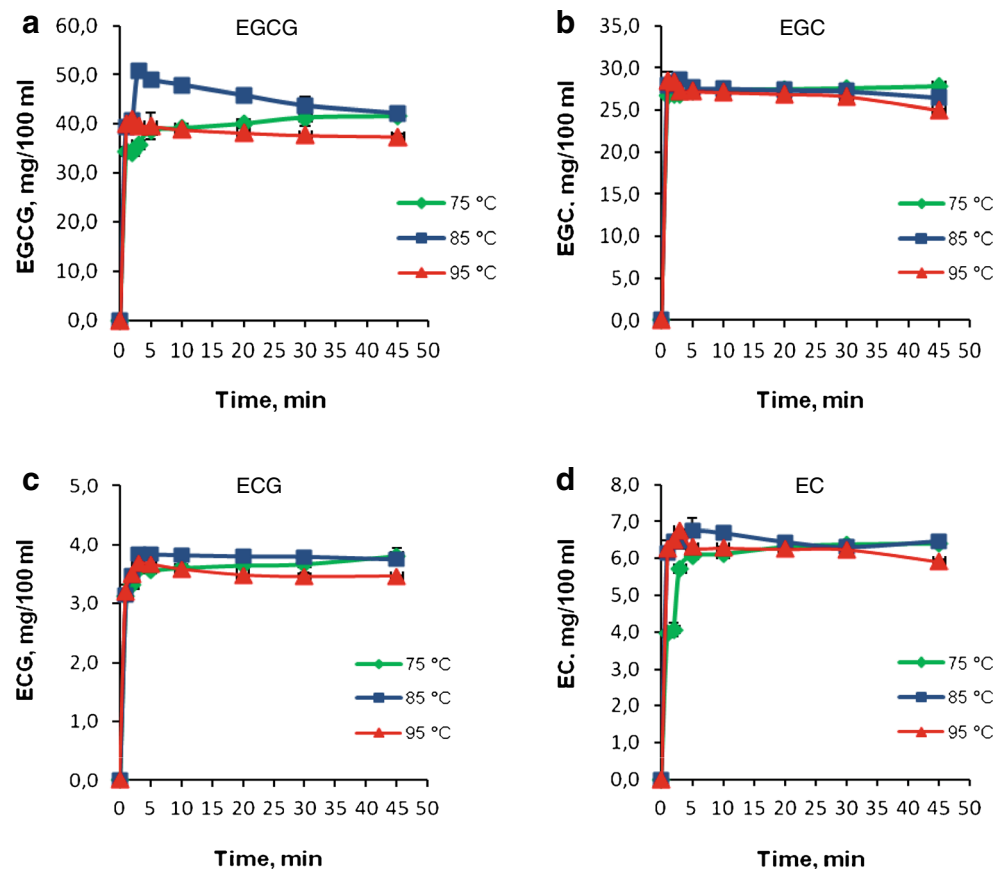 a
EGCG
60,0
50,0
40,0
30,0
20,0
10,0
0,0
EGCG, mg/100 ml
75 °C
85 °C
95 °C
0 5 10 15 20 25 30 35 40 45 50
Time, min
b
EGC
35,0
30,0
25,0
20,0
15,0
10,0
5,0
0,0
EGC. mg/100 ml
75 °C
85 °C
95 °C
0 5 10 15 20 25 30 35 40 45 50
Time, min
c
ECG
5,0
4,0
3,0
2,0
1,0
0,0
ECG, mg/100 ml
75 °C
85 °C
95 °C
0 5 10 15 20 25 30 35 40 45 50
Time, min
d
EC
8,0
7,0
6,0
5,0
4,0
3,0
2,0
1,0
0,0
EC. mg/100 ml
75 °C
85 °C
95 °C
0 5 10 15 20 25 30 35 40 45 50
Time, min